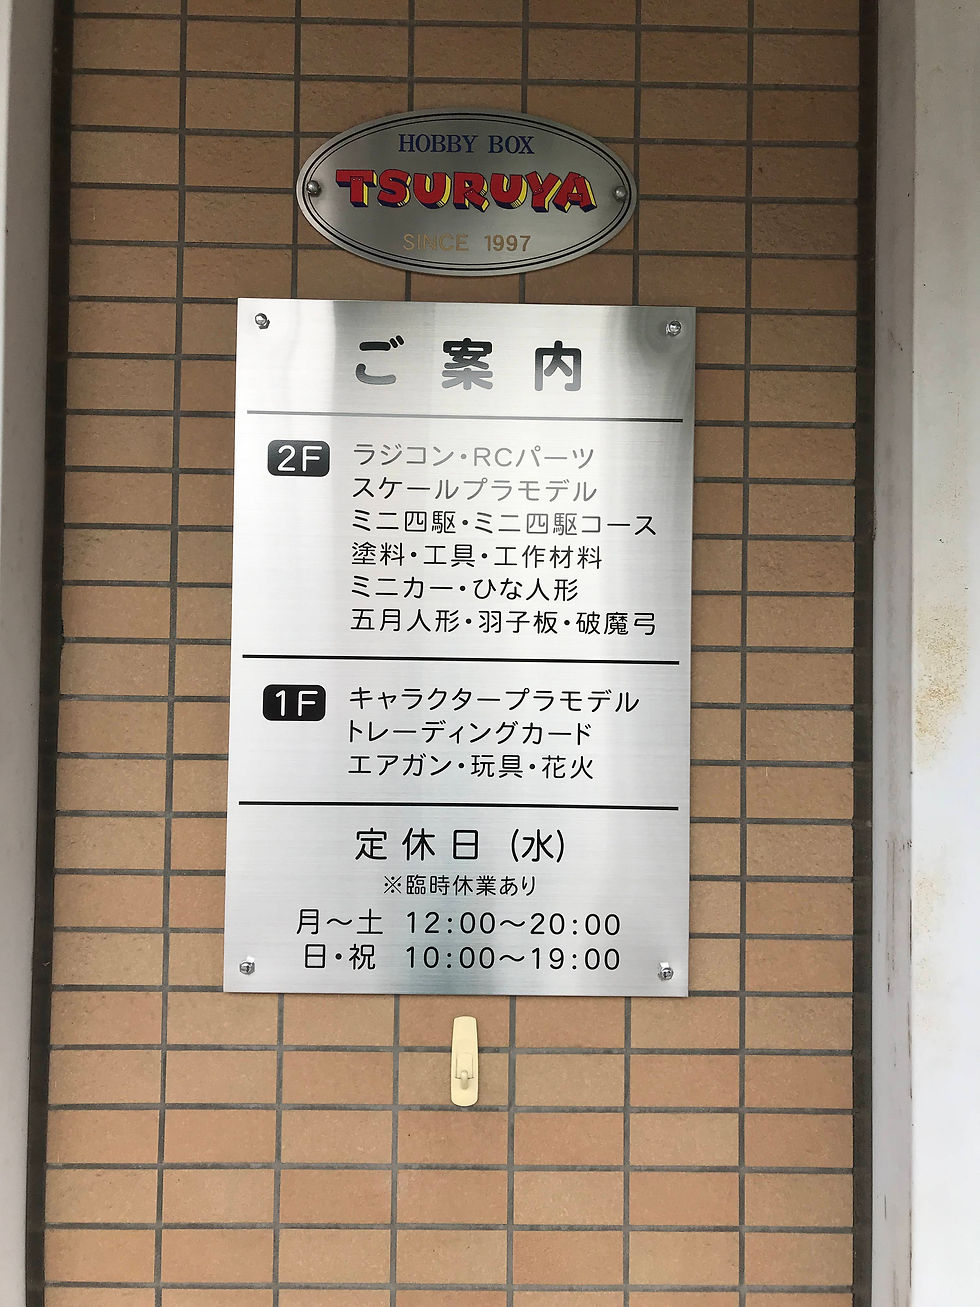 HOBBY BOX
TSURUYA
SINCE 1997
ご案内
2F ラジコン・RCパーツ
スケールプラモデル
ミニ四駆・ミニ四駆コース
塗料・工具・工作材料
ミニカー・ひな人形
五月人形・羽子板・破魔弓
1F キャラクタープラモデル
トレーディングカード
エアガン・玩具・花火
定休日 (水)
※臨時休業あり
月～土 12:00～20:00
日・祝 10:00～19:00